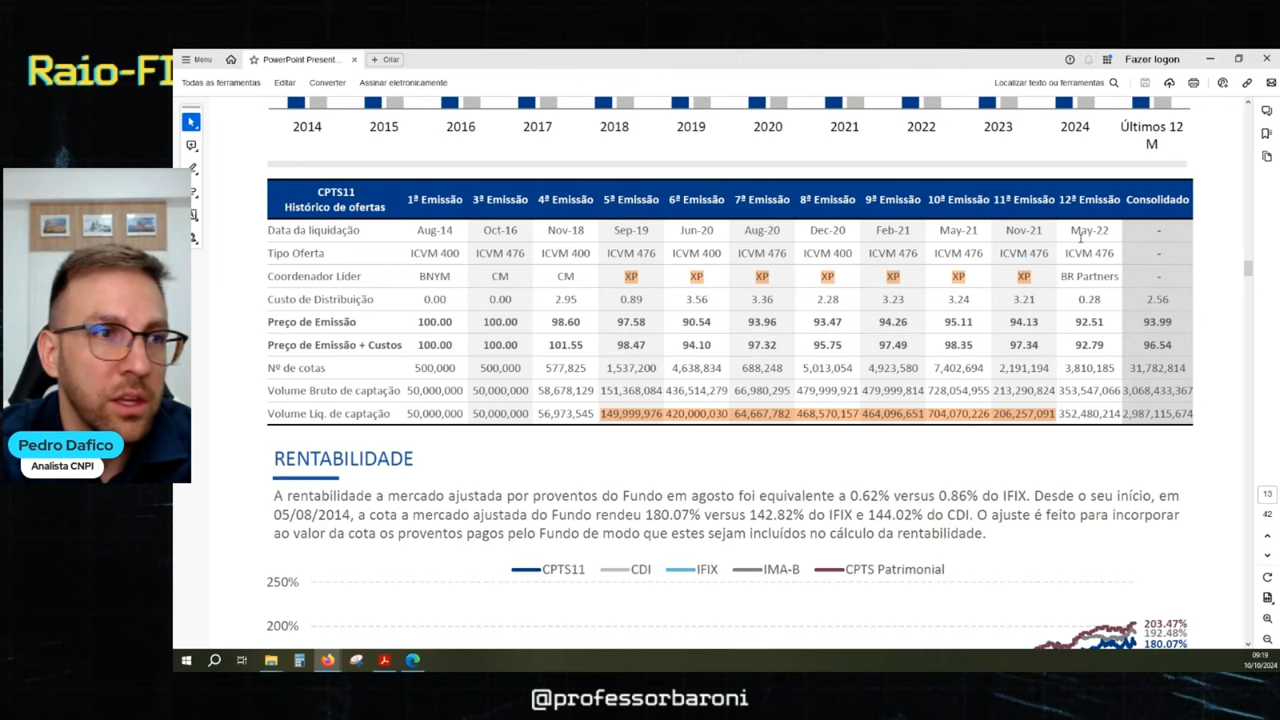 Raio-FI
Menu
PowerPoint Present...
+ Criar
Fazer logon
Todas as ferramentas Editar Converter Assinar eletronicamente
Localizar texto ou ferramentas
2014 2015 2016 2017 2018 2019 2020 2021 2022 2023 2024 Últimos 12 M
CPTS11 Histórico de ofertas 1ª Emissão 3ª Emissão 4ª Emissão 5ª Emissão 6ª Emissão 7ª Emissão 8ª Emissão 9ª Emissão 10ª Emissão 11ª Emissão 12ª Emissão Consolidado
Data da liquidação Aug-14 Oct-16 Nov-18 Sep-19 Jun-20 Aug-20 Dec-20 Feb-21 May-21 Nov-21 May-22 -
Tipo Oferta ICVM 400 ICVM 476 ICVM 400 ICVM 476 ICVM 400 ICVM 476 ICVM 400 ICVM 476 ICVM 476 ICVM 476 ICVM 476 -
Coordenador Líder BNYM CM CM XP XP XP XP XP XP XP BR Partners -
Custo de Distribuição 0.00 0.00 2.95 0.89 3.56 3.36 2.28 3.23 3.24 3.21 0.28 2.56
Preço de Emissão 100.00 100.00 98.60 97.58 90.54 93.96 93.47 94.26 95.11 94.13 92.51 93.99
Preço de Emissão + Custos 100.00 100.00 101.55 98.47 94.10 97.32 95.75 97.49 98.35 97.34 92.79 96.54
Nº de cotas 500,000 500,000 577,825 1,537,200 4,638,834 688,248 5,013,054 4,923,580 7,402,694 2,191,194 3,810,185 31,782,814
Volume Bruto de captação 50,000,000 50,000,000 58,678,129 151,368,084 436,514,279 66,980,295 479,999,921 479,999,814 728,054,955 213,290,824 353,547,066 3,068,433,367
Volume Líq. de captação 50,000,000 50,000,000 56,973,545 149,999,976 420,000,030 64,667,782 468,570,157 464,096,651 704,070,226 206,257,091 352,480,214 2,987,115,674
RENTABILIDADE
A rentabilidade a mercado ajustada por proventos do Fundo em agosto foi equivalente a 0.62% versus 0.86% do IFIX. Desde o seu início, em
05/08/2014, a cota a mercado ajustada do Fundo rendeu 180.07% versus 142.82% do IFIX e 144.02% do CDI. O ajuste é feito para incorporar
ao valor da cota os proventos pagos pelo Fundo de modo que estes sejam incluídos no cálculo da rentabilidade.
CPTS11 CDI IFIX IMA-B CPTS Patrimonial
250%
200%
203.47%
192.48%
180.07%
13
42
Pedro Dafico
Analista CNPI
09:19
10/10/2024
@professorbaroni